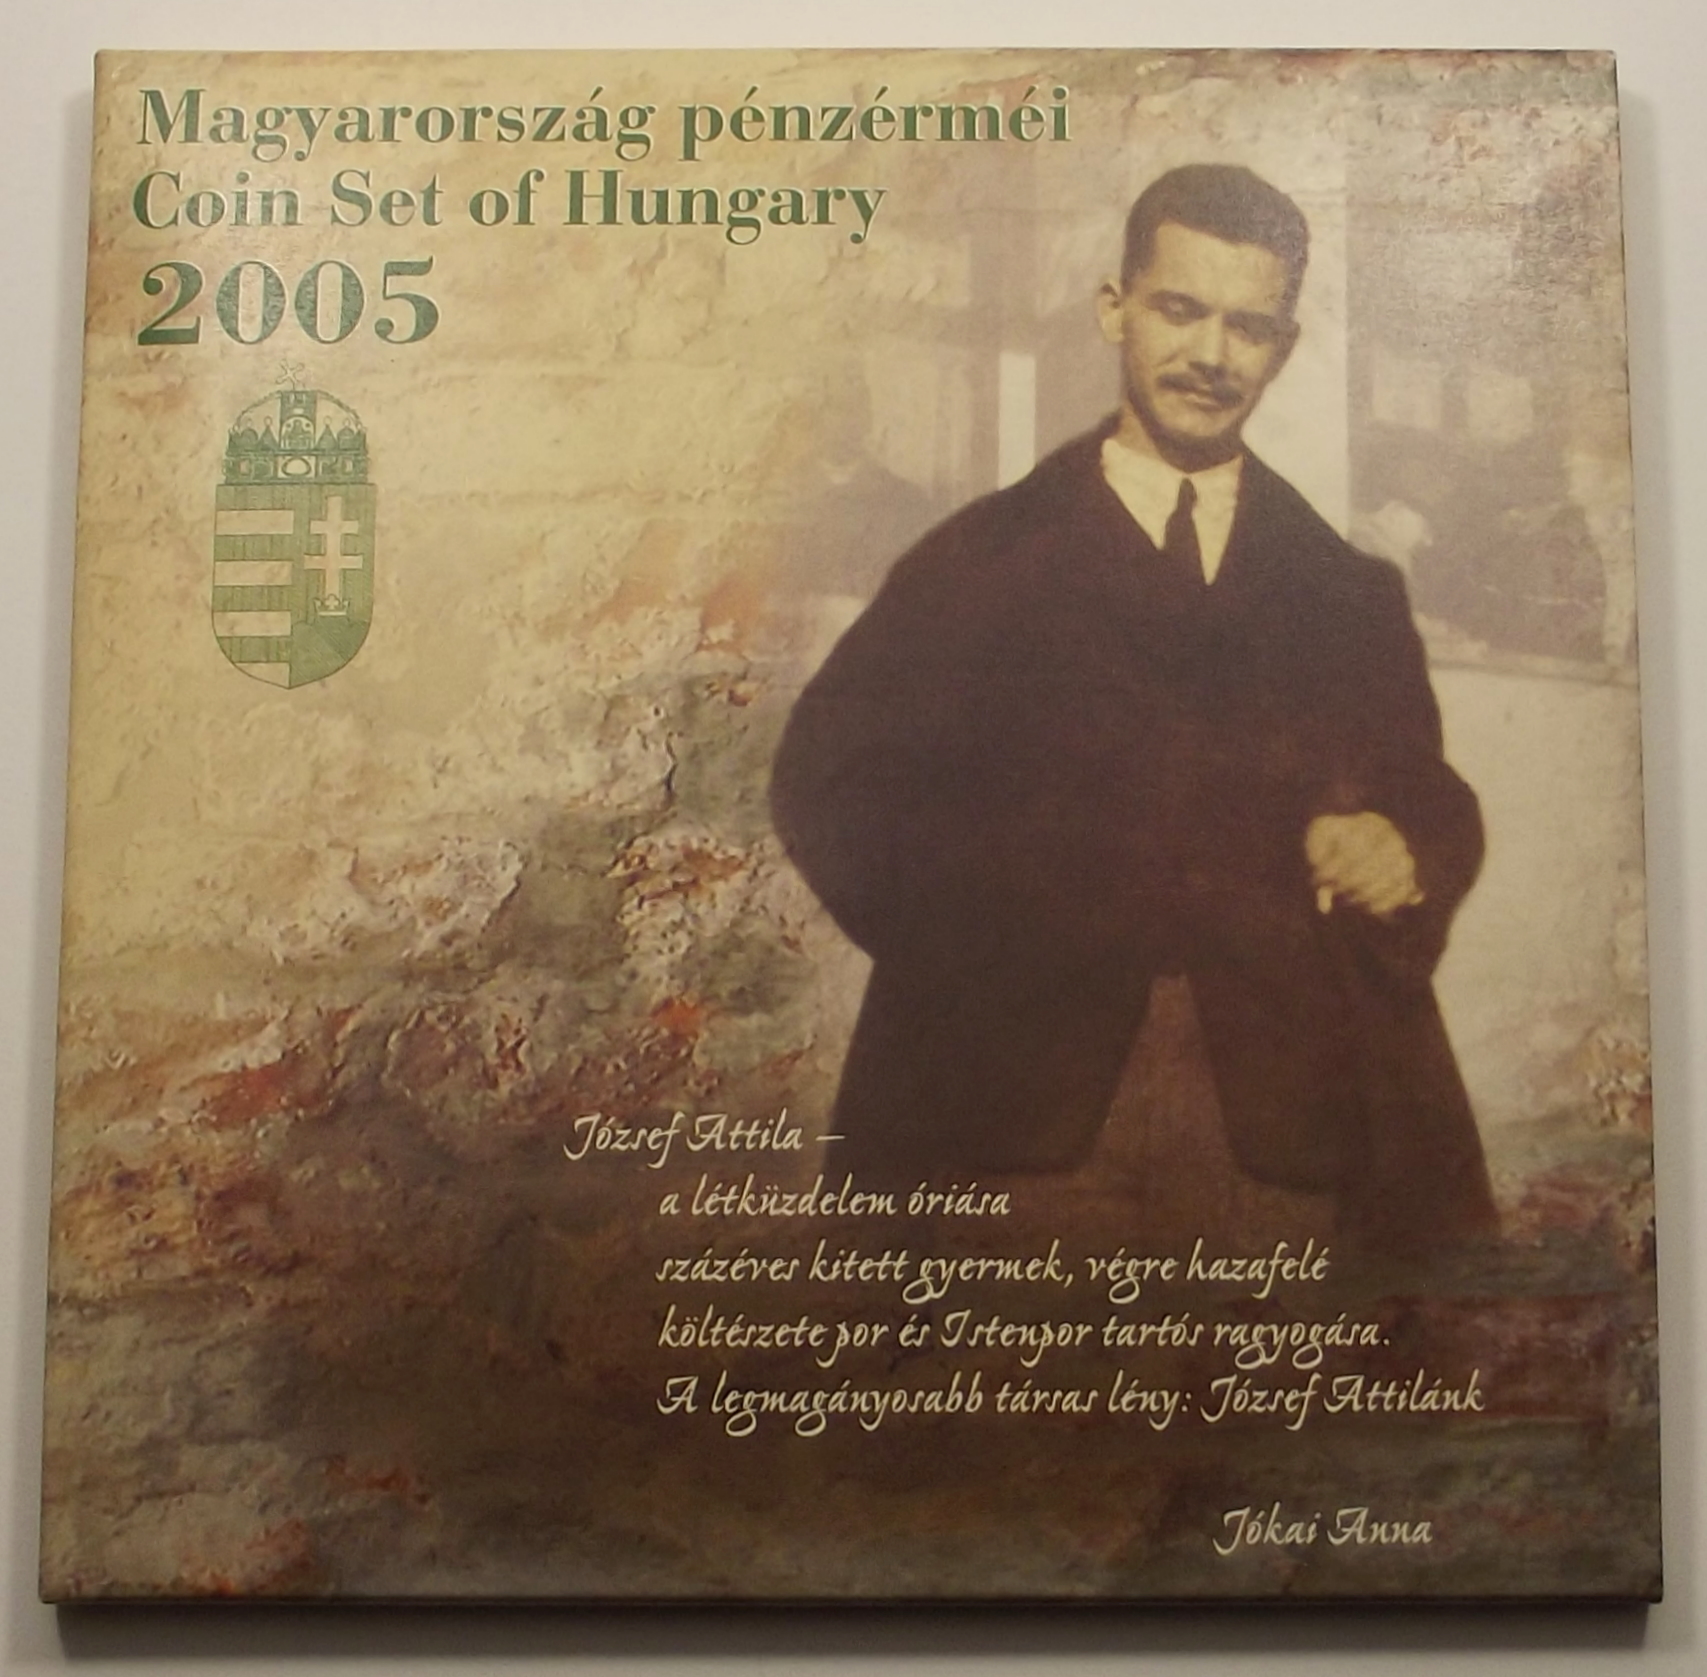 Magyarország pénzérméi
Coin Set of Hungary
2005
József Attila –
a létküzdelem óriása
százéves kitett gyermek, végre hazafelé
költészete por és Istenpor tartós ragyogása.
A legmagányosabb társas lény: József Attilánk
Jókai Anna